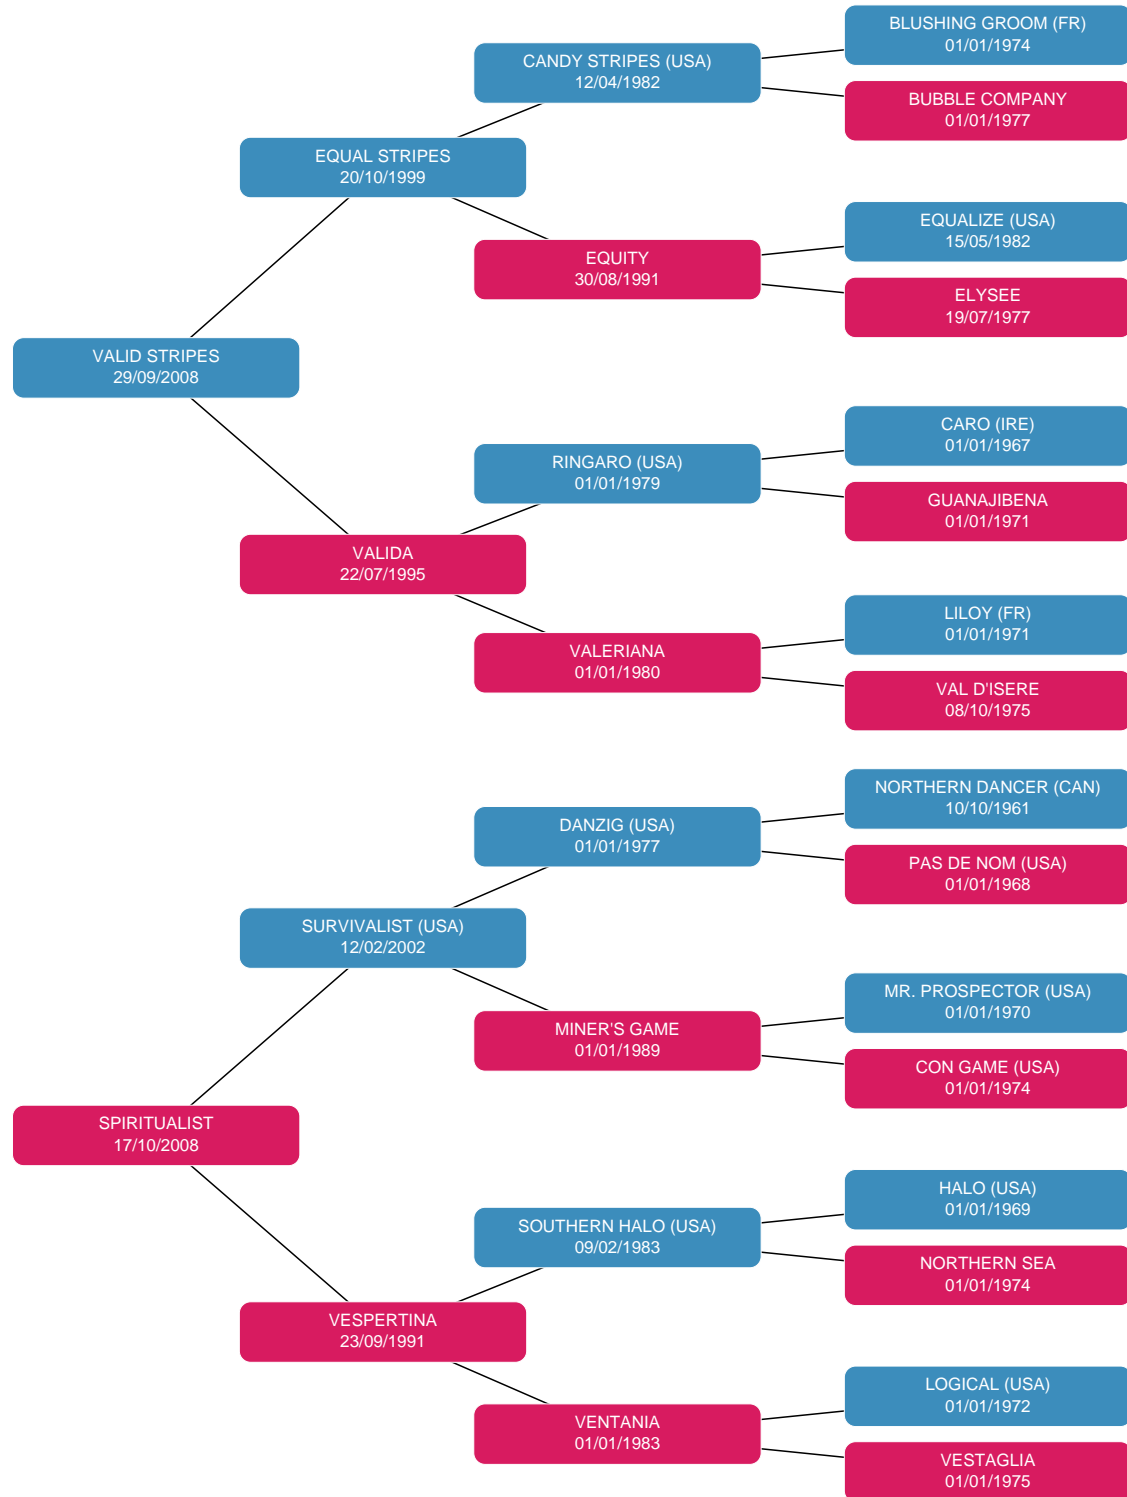 BLUSHING GROOM (FR)
01/01/1974
CANDY STRIPES (USA)
12/04/1982
BUBBLE COMPANY
01/01/1977
EQUAL STRIPES
20/10/1999
EQUALIZE (USA)
15/05/1982
EQUITY
30/08/1991
ELYSEE
19/07/1977
VALID STRIPES
29/09/2008
CARO (IRE)
01/01/1967
RINGARO (USA)
01/01/1979
GUANAJIBENA
01/01/1971
VALIDA
22/07/1995
LILOY (FR)
01/01/1971
VALERIANA
01/01/1980
VAL D'ISERE
08/10/1975
NORTHERN DANCER (CAN)
10/10/1961
DANZIG (USA)
01/01/1977
PAS DE NOM (USA)
01/01/1968
SURVIVALIST (USA)
12/02/2002
MR. PROSPECTOR (USA)
01/01/1970
MINER'S GAME
01/01/1989
CON GAME (USA)
01/01/1974
SPIRITUALIST
17/10/2008
HALO (USA)
01/01/1969
SOUTHERN HALO (USA)
09/02/1983
NORTHERN SEA
01/01/1974
VESPERTINA
23/09/1991
LOGICAL (USA)
01/01/1972
VENTANIA
01/01/1983
VESTAGLIA
01/01/1975